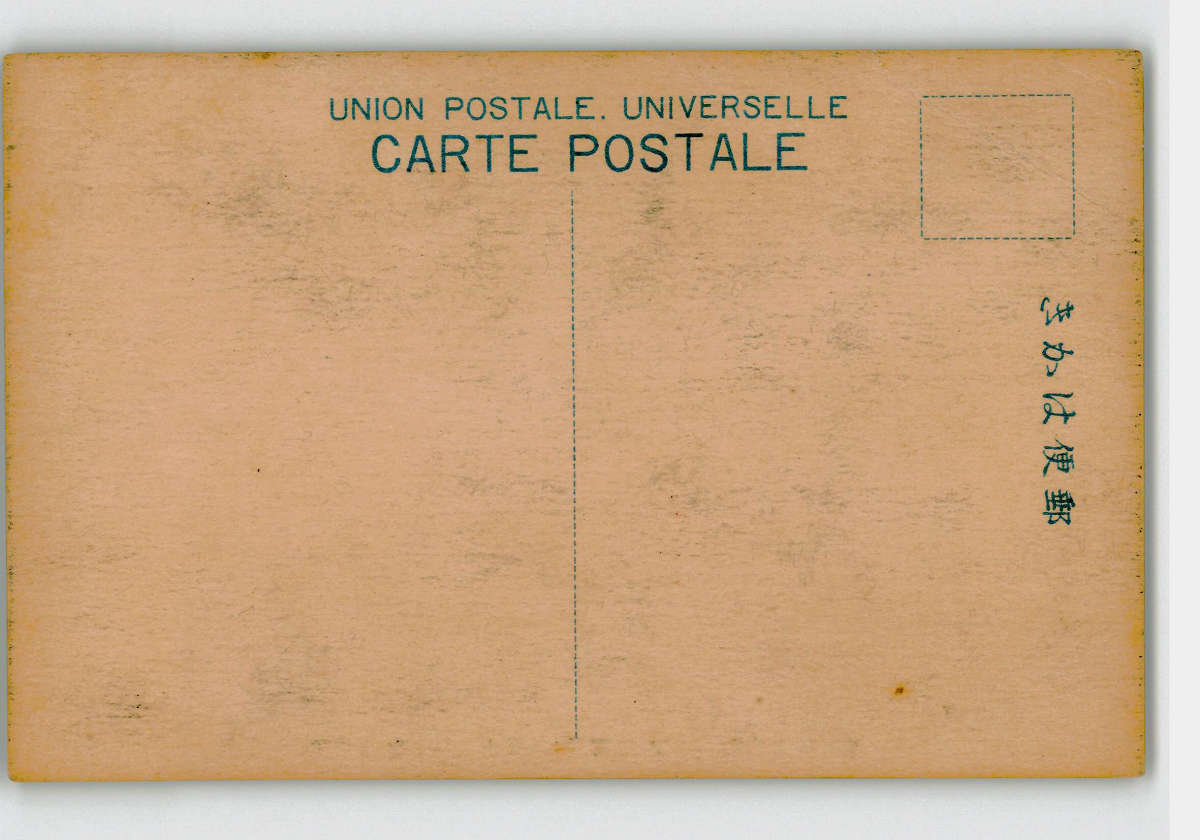 UNION POSTALE. UNIVERSELLE
CARTE POSTALE
郵便はかき